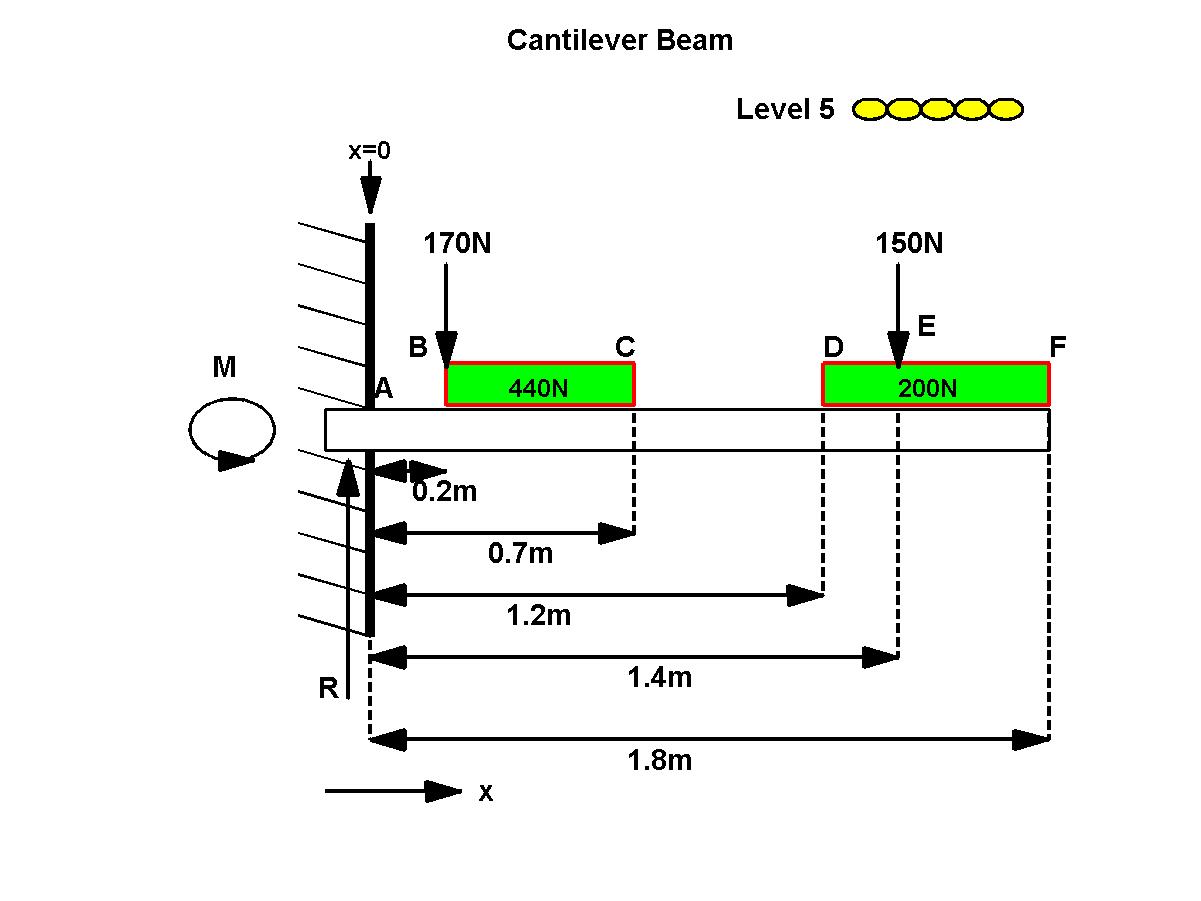 Cantilever Beam
Level 5
x=0
170N
150N
E
B
C
D
F
M
A
440N
200N
0.2m
0.7m
1.2m
1.4m
R
1.8m
x